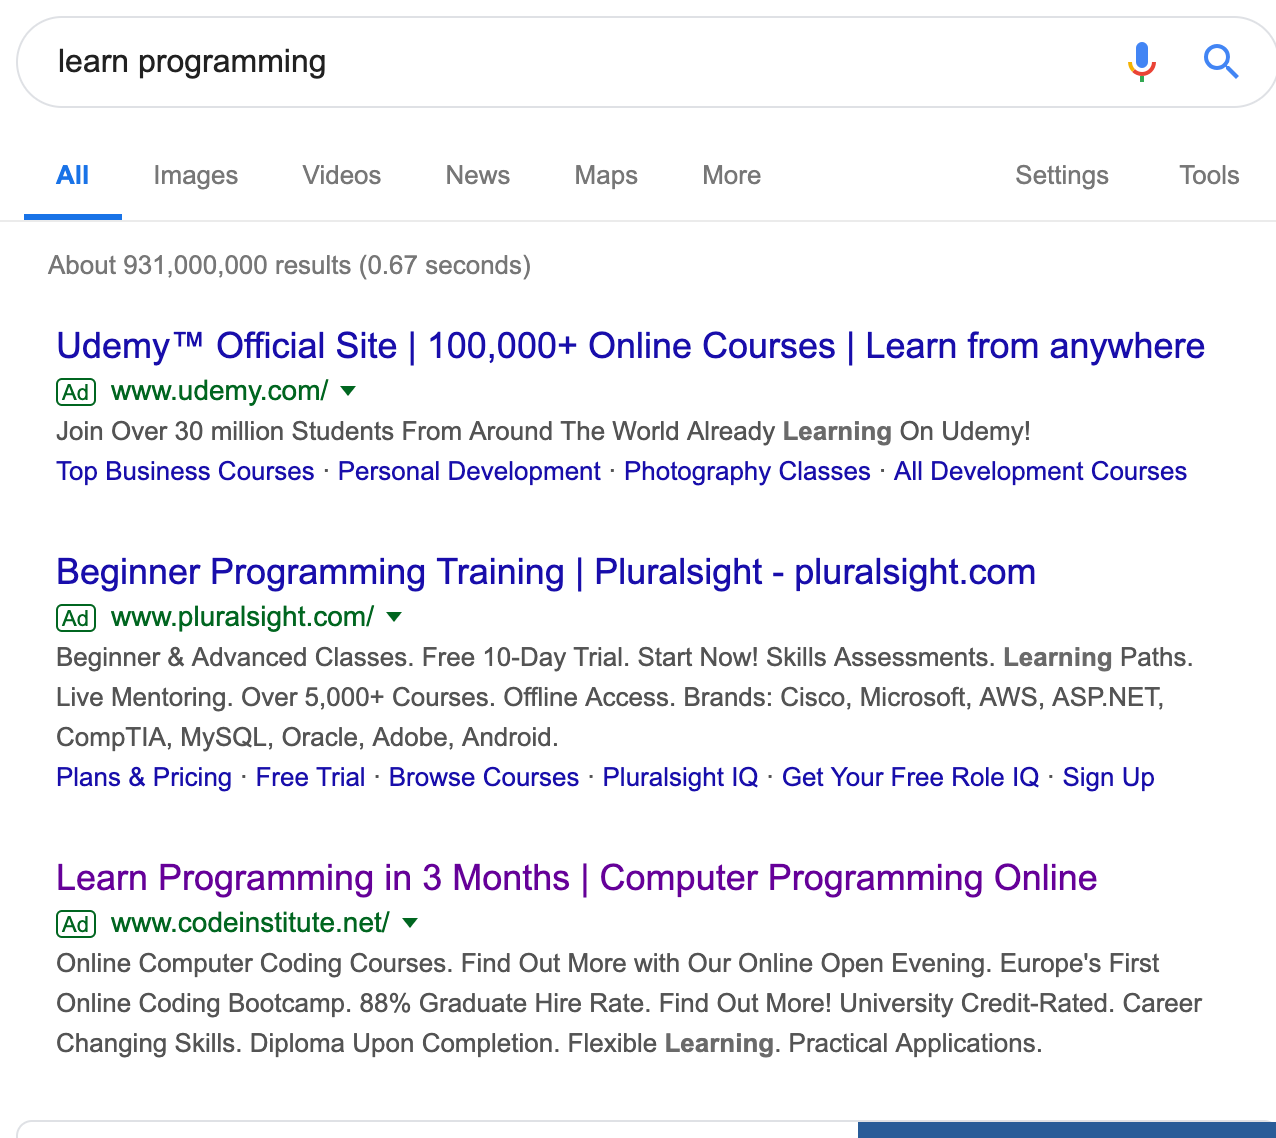 learn programming
All Images Videos News Maps More Settings Tools
About 931,000,000 results (0.67 seconds)
Udemy™ Official Site | 100,000+ Online Courses | Learn from anywhere
Ad www.udemy.com/
Join Over 30 million Students From Around The World Already Learning On Udemy!
Top Business Courses · Personal Development · Photography Classes · All Development Courses
Beginner Programming Training | Pluralsight - pluralsight.com
Ad www.pluralsight.com/
Beginner & Advanced Classes. Free 10-Day Trial. Start Now! Skills Assessments. Learning Paths.
Live Mentoring. Over 5,000+ Courses. Offline Access. Brands: Cisco, Microsoft, AWS, ASP.NET,
CompTIA, MySQL, Oracle, Adobe, Android.
Plans & Pricing · Free Trial · Browse Courses · Pluralsight IQ · Get Your Free Role IQ · Sign Up
Learn Programming in 3 Months | Computer Programming Online
Ad www.codeinstitute.net/
Online Computer Coding Courses. Find Out More with Our Online Open Evening. Europe's First
Online Coding Bootcamp. 88% Graduate Hire Rate. Find Out More! University Credit-Rated. Career
Changing Skills. Diploma Upon Completion. Flexible Learning. Practical Applications.